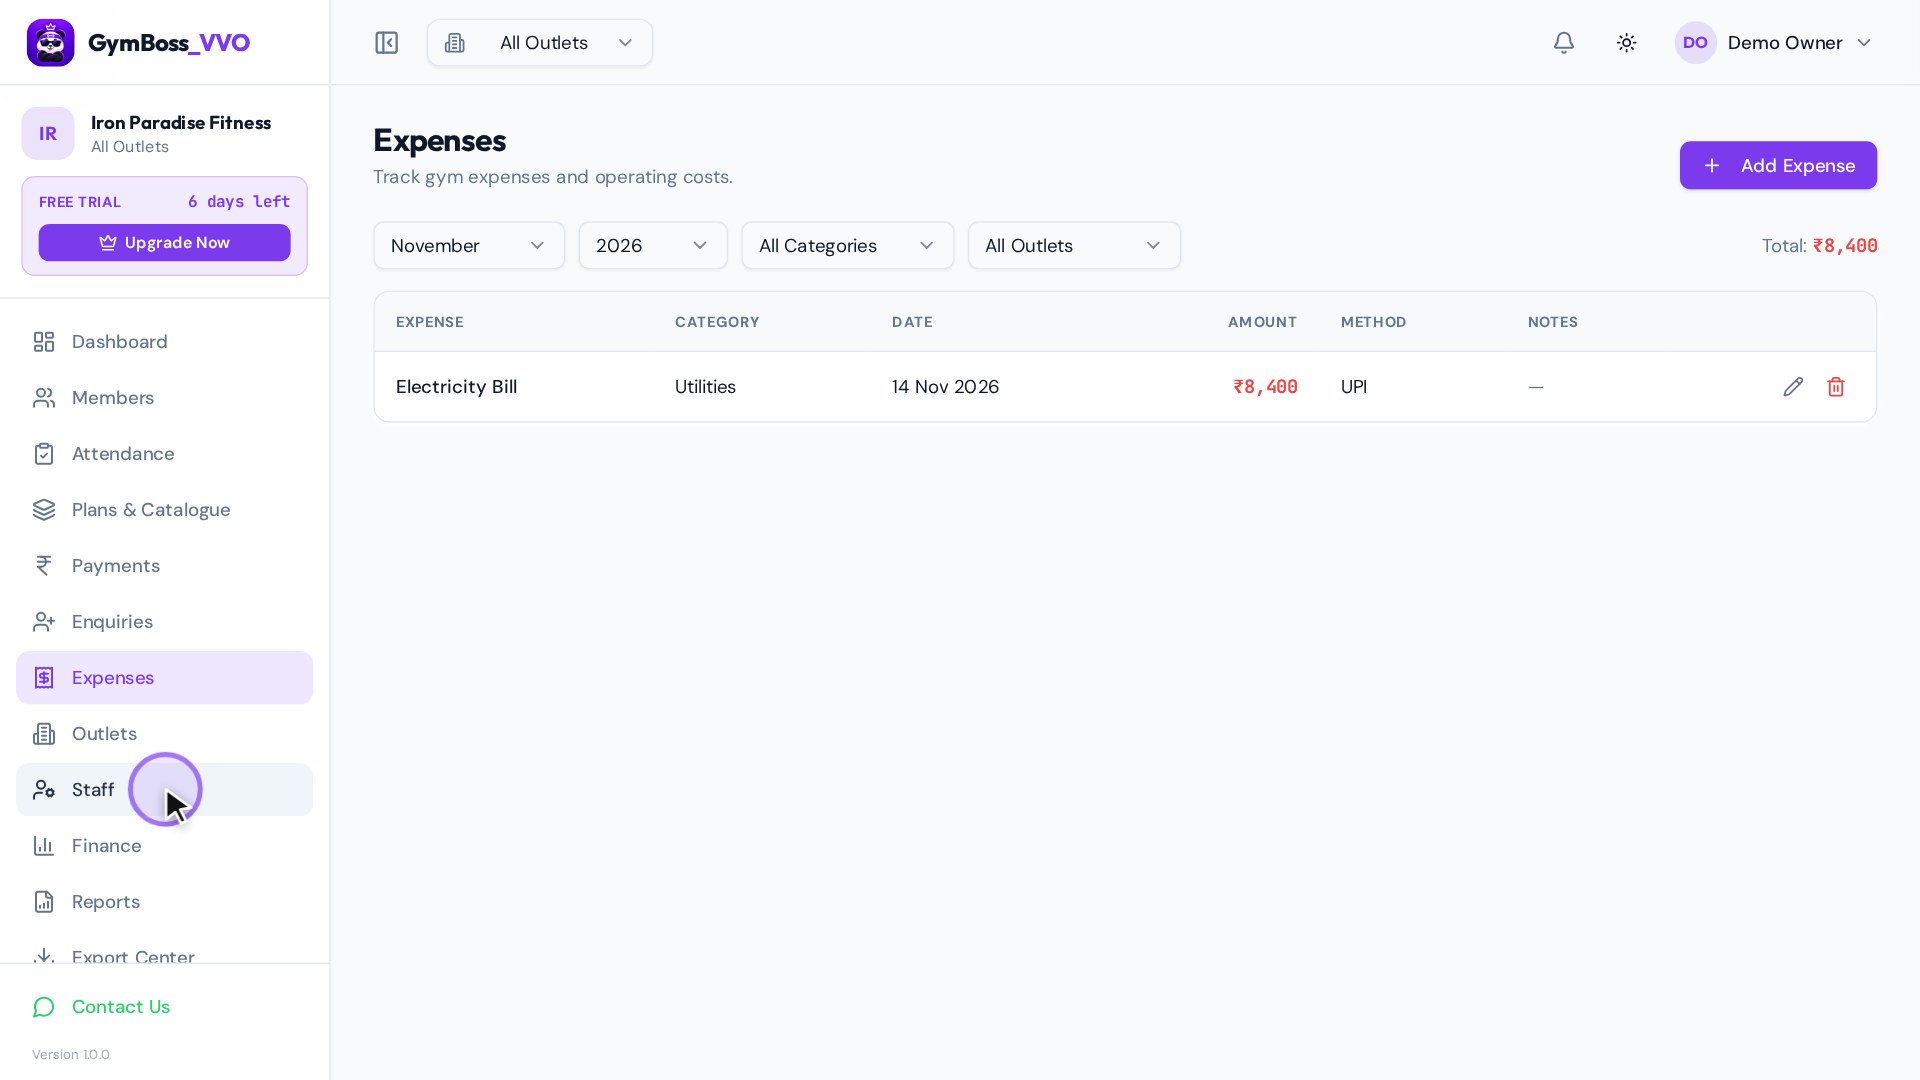 GymBoss_VVO
All Outlets
DO
Demo Owner
IR
Iron Paradise Fitness
All Outlets
FREE TRIAL
6 days left
Upgrade Now
Dashboard
Members
Attendance
Plans & Catalogue
Payments
Enquiries
Expenses
Outlets
Staff
Finance
Reports
Export Center
Contact Us
Version 1.0.0
Expenses
Track gym expenses and operating costs.
Add Expense
November
2026
All Categories
All Outlets
Total: ₹8,400
EXPENSE CATEGORY DATE AMOUNT METHOD NOTES
Electricity Bill Utilities 14 Nov 2026 ₹8,400 UPI —